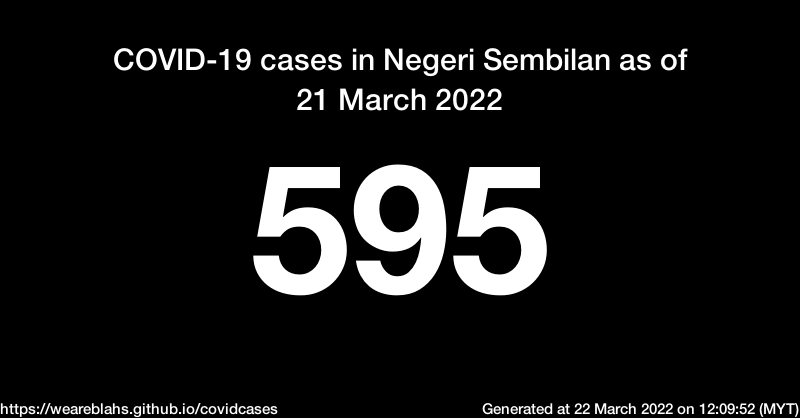 COVID-19 cases in Negeri Sembilan as of
21 March 2022
595
https://weareblahs.github.io/covidcases
Generated at 22 March 2022 on 12:09:52 (MYT)